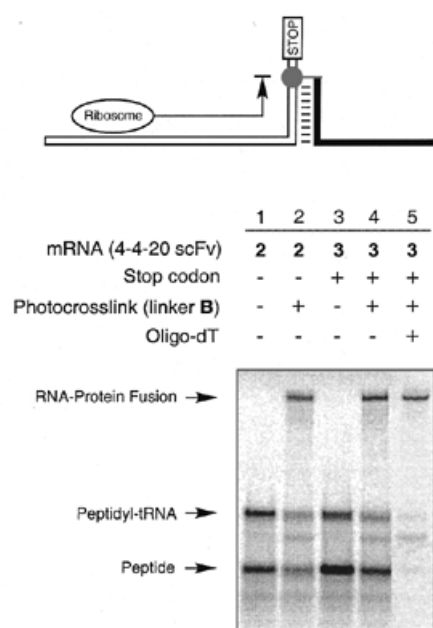 STOP
Ribosome
1 2 3 4 5
mRNA (4-4-20 scFv) 2 2 3 3 3
Stop codon - - + + +
Photocrosslink (linker B) - + - + +
Oligo-dT - - - - +
RNA-Protein Fusion
Peptidyl-tRNA
Peptide